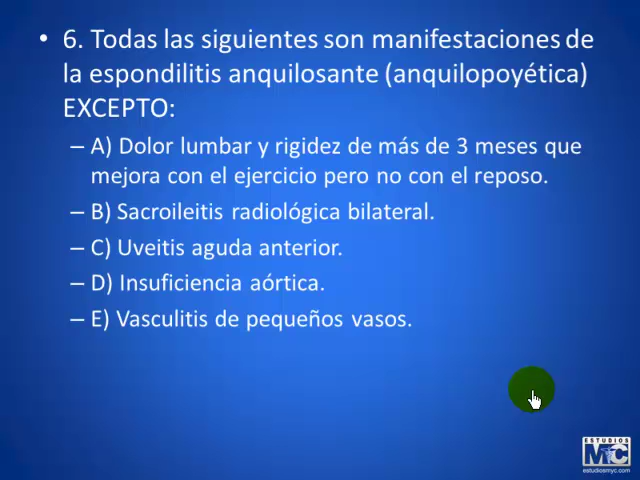 • 6. Todas las siguientes son manifestaciones de
la espondilitis anquilosante (anquilopoyética)
EXCEPTO:
– A) Dolor lumbar y rigidez de más de 3 meses que
mejora con el ejercicio pero no con el reposo.
– B) Sacroileitis radiológica bilateral.
– C) Uveitis aguda anterior.
– D) Insuficiencia aórtica.
– E) Vasculitis de pequeños vasos.
ESTUDIOS
MyC
estudiosmyc.com